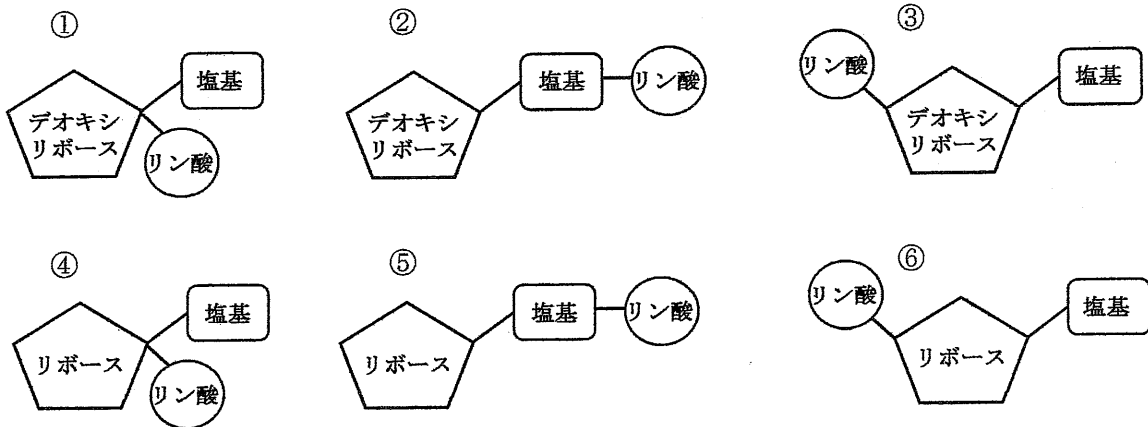 ① ② ③
塩基
デオキシ
リボース
リン酸
デオキシ
リボース
塩基
リン酸
リン酸
デオキシ
リボース
塩基
④ ⑤ ⑥
塩基
リボース
リン酸
リボース
塩基
リン酸
リン酸
リボース
塩基